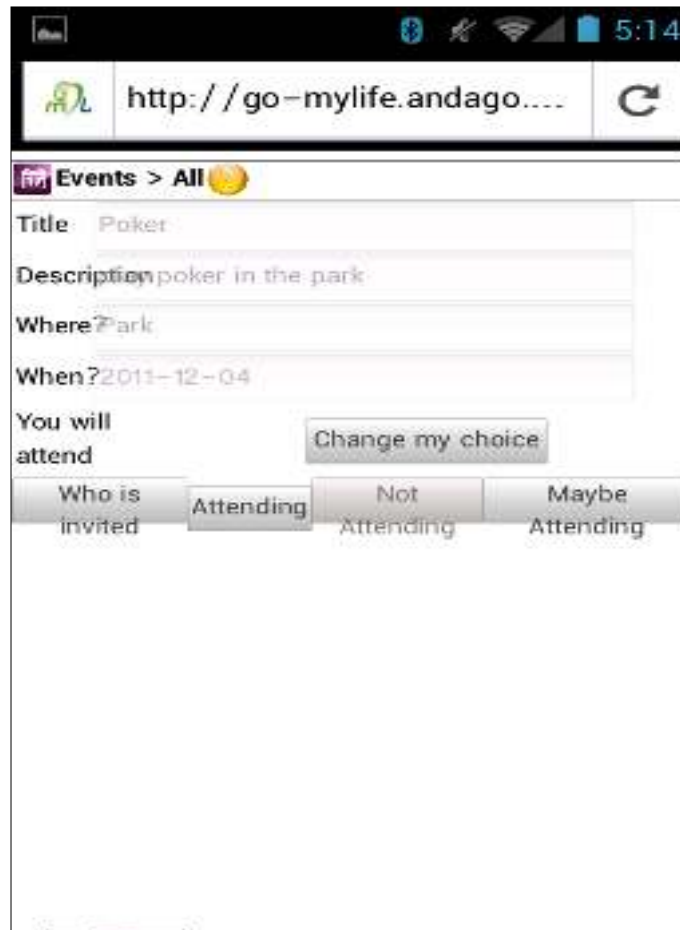 5:14
http://go-mylife.andago....
Events > All
Title Poker
Description poker in the park
Where? Park
When? 2011-12-04
You will
attend
Change my choice
Who is
invited
Attending
Not
Attending
Maybe
Attending